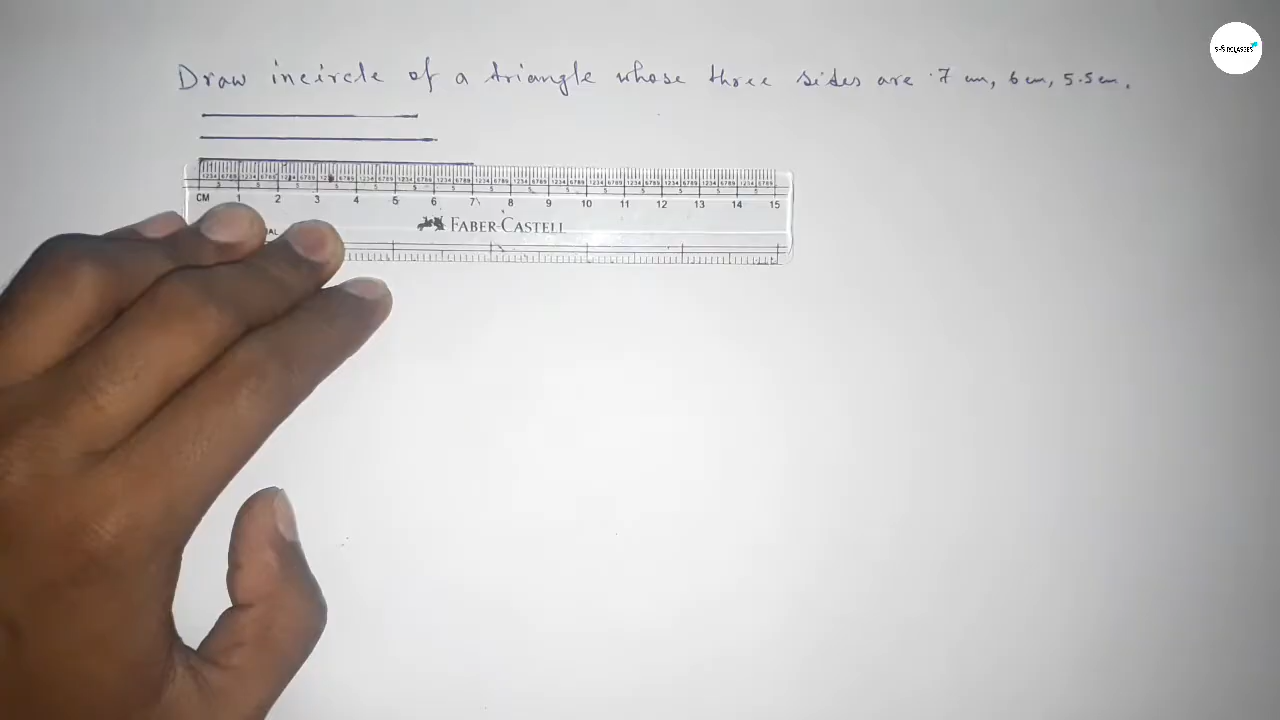 S-SIRCLASSES
Draw incircle of a triangle whose three sides are 7 cm, 6 cm, 5.5 cm.
CM 1 2 3 4 5 6 7 8 9 10 11 12 13 14 15
FABER-CASTELL